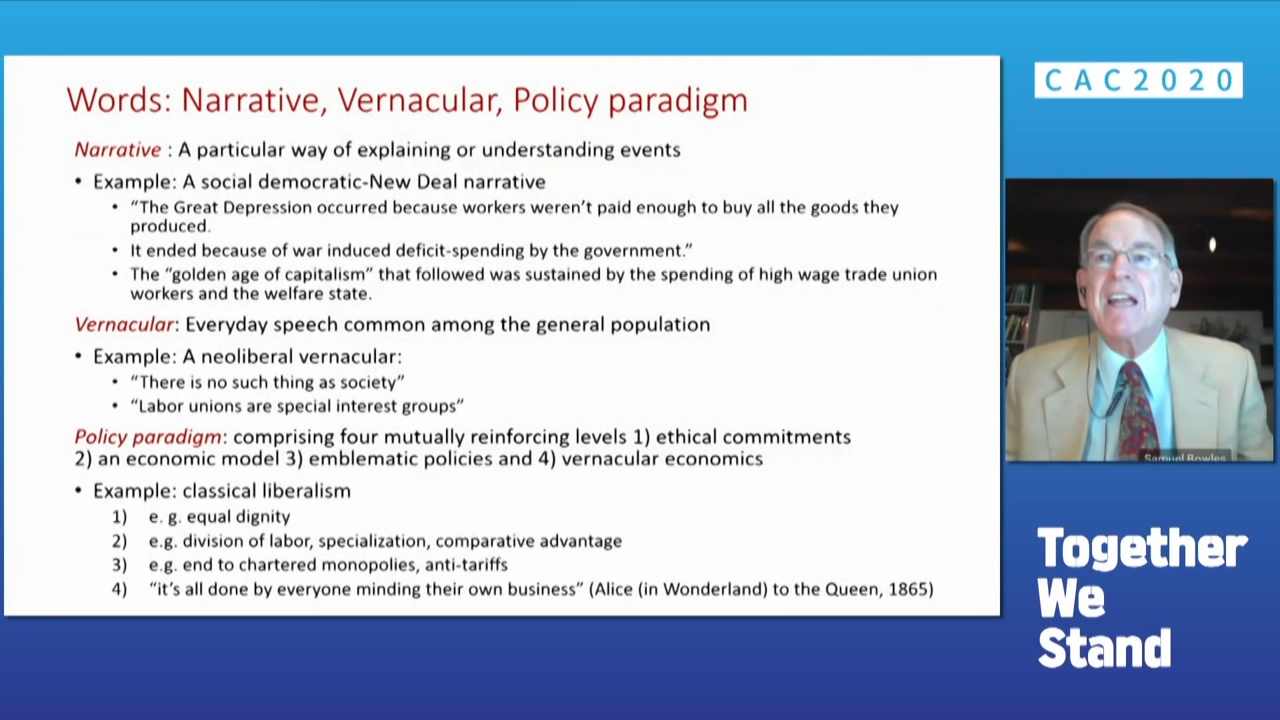 Words: Narrative, Vernacular, Policy paradigm
Narrative : A particular way of explaining or understanding events
• Example: A social democratic-New Deal narrative
• “The Great Depression occurred because workers weren’t paid enough to buy all the goods they
produced.
• It ended because of war induced deficit-spending by the government.”
• The “golden age of capitalism” that followed was sustained by the spending of high wage trade union
workers and the welfare state.
Vernacular: Everyday speech common among the general population
• Example: A neoliberal vernacular:
• “There is no such thing as society”
• “Labor unions are special interest groups”
Policy paradigm: comprising four mutually reinforcing levels 1) ethical commitments
2) an economic model 3) emblematic policies and 4) vernacular economics
• Example: classical liberalism
1) e. g. equal dignity
2) e.g. division of labor, specialization, comparative advantage
3) e.g. end to chartered monopolies, anti-tariffs
4) “it’s all done by everyone minding their own business” (Alice (in Wonderland) to the Queen, 1865)
CAC2020
Samuel Bowles
Together
We
Stand